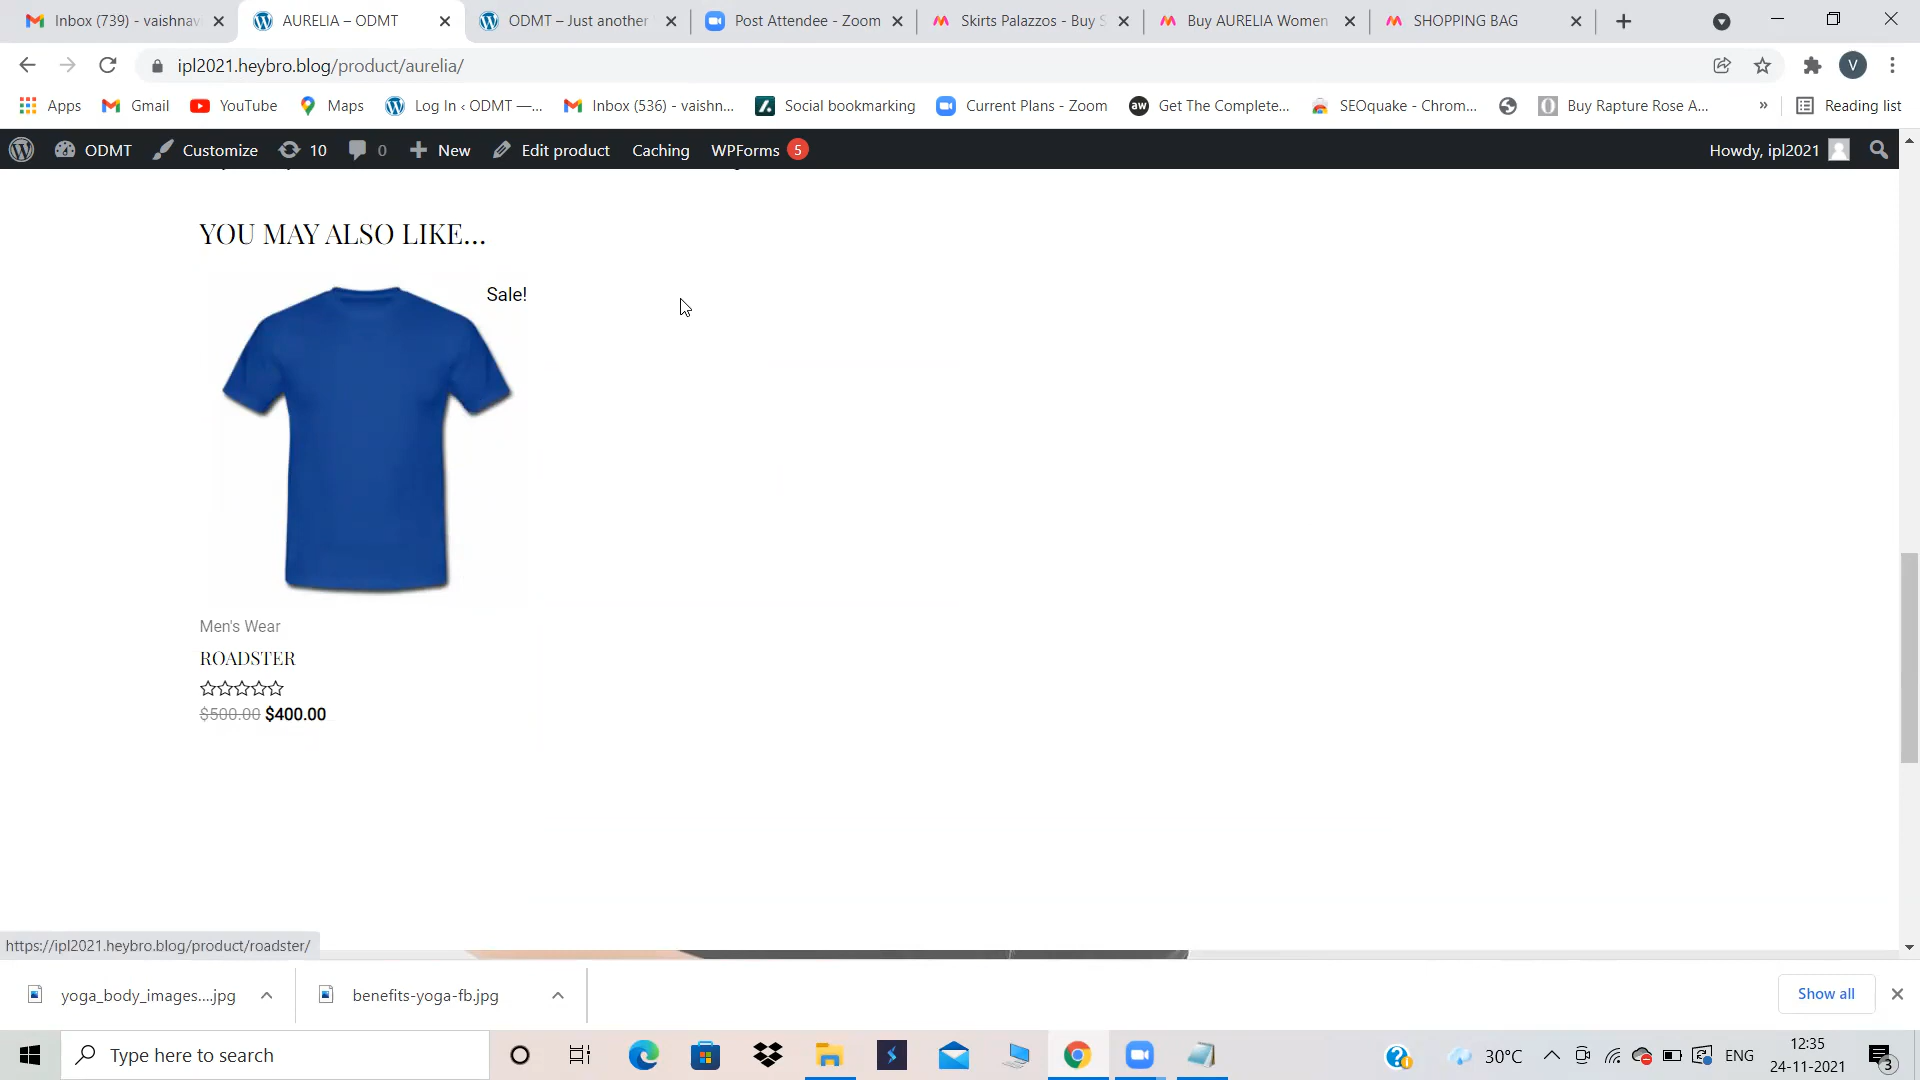 Inbox (739) - vaishnav
AURELIA – ODMT
ODMT – Just another
Post Attendee - Zoom
Skirts Palazzos - Buy S
Buy AURELIA Women
SHOPPING BAG
ipl2021.heybro.blog/product/aurelia/
V
Apps
Gmail
YouTube
Maps
Log In ‹ ODMT —...
Inbox (536) - vaishn...
Social bookmarking
Current Plans - Zoom
aw
Get The Complete...
SEOquake - Chrom...
Buy Rapture Rose A...
»
Reading list
ODMT
Customize
10
0
New
Edit product
Caching
WPForms 5
Howdy, ipl2021
YOU MAY ALSO LIKE...
Sale!
Men's Wear
ROADSTER
$500.00 $400.00
https://ipl2021.heybro.blog/product/roadster/
yoga_body_images....jpg
benefits-yoga-fb.jpg
Show all
Type here to search
30°C
ENG
12:35
24-11-2021
3